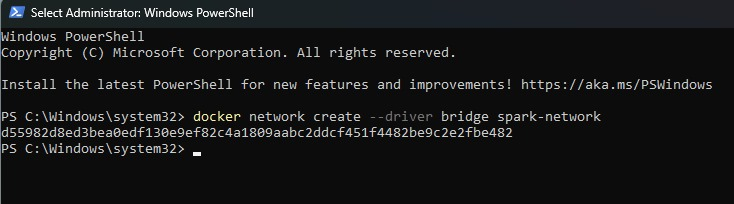 Select Administrator: Windows PowerShell
Windows PowerShell
Copyright (C) Microsoft Corporation. All rights reserved.
Install the latest PowerShell for new features and improvements! https://aka.ms/PSWindows
PS C:\Windows\system32> docker network create --driver bridge spark-network
d55982d8ed3bea0edf130e9ef82c4a1809aabc2ddcf451f4482be9c2e2fbe482
PS C:\Windows\system32>